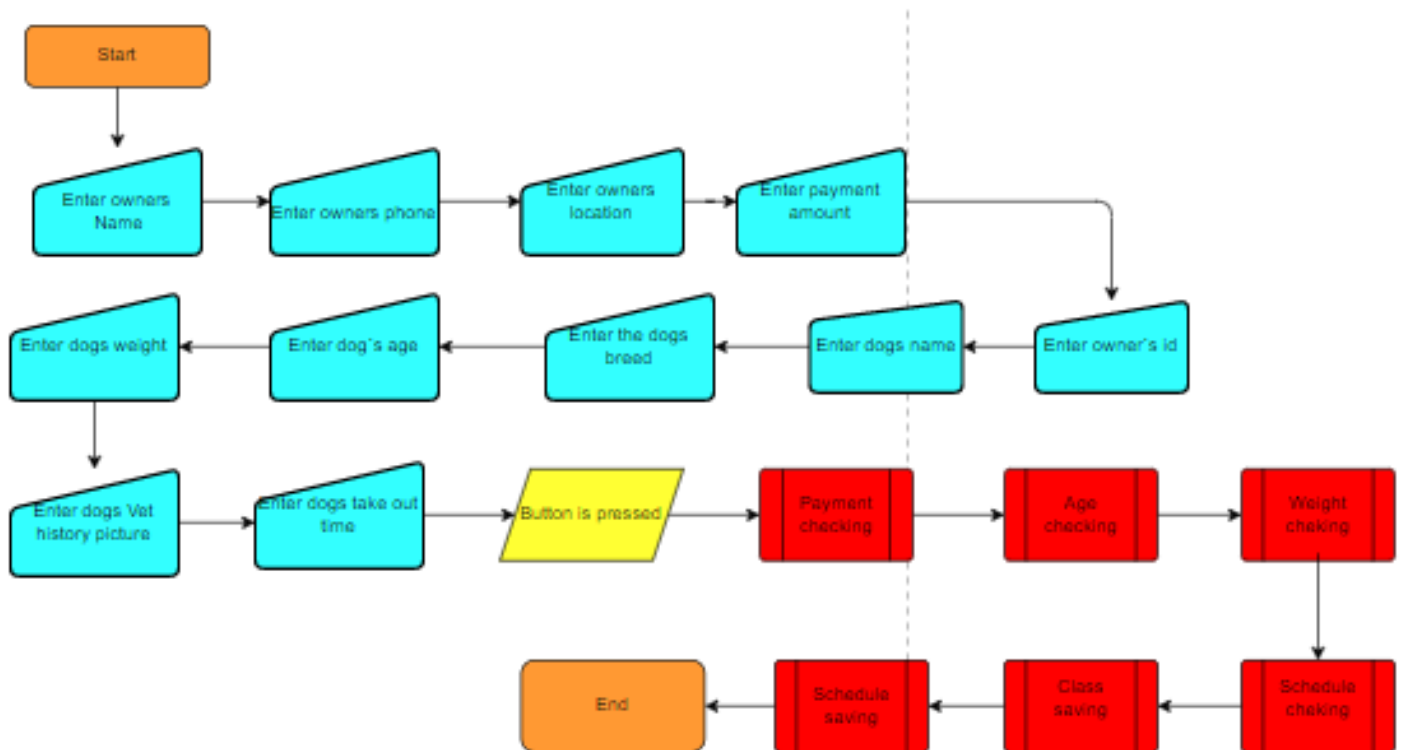 Start
Enter owners
Name
Enter owners phone
Enter owners
location
Enter payment
amount
Enter owner´s id
Enter dogs name
Enter the dogs
breed
Enter dog´s age
Enter dogs weight
Enter dogs Vet
history picture
Enter dogs take out
time
Button is pressed
Payment
checking
Age
checking
Weight
cheking
Schedule
cheking
Class
saving
Schedule
saving
End